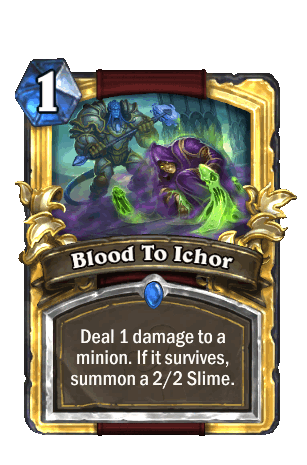 1
Blood To Ichor
Deal 1 damage to a
minion. If it survives,
summon a 2/2 Slime.